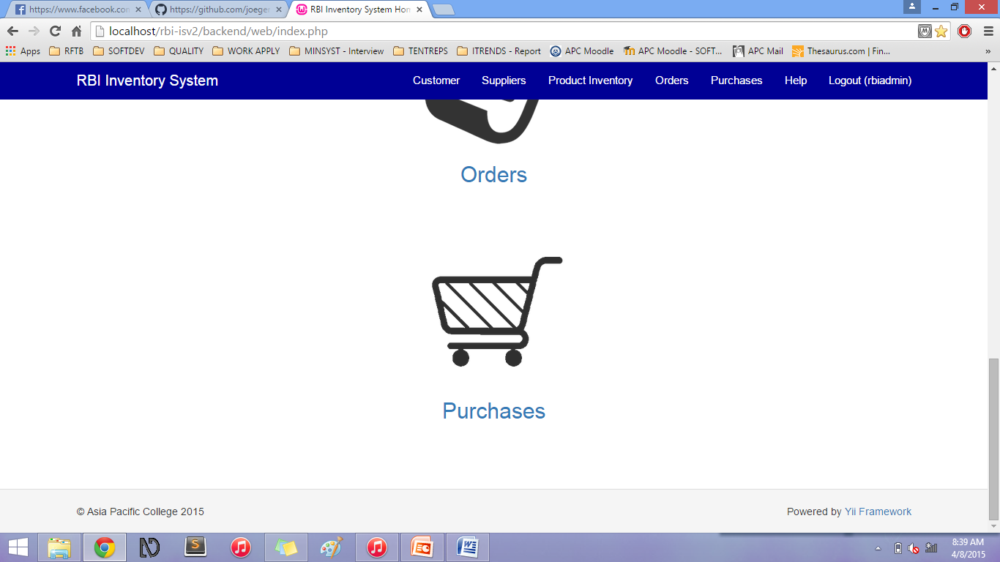 https://www.facebook.com
https://github.com/joege
RBI Inventory System Hom
localhost/rbi-isv2/backend/web/index.php
Apps RFTB SOFTDEV QUALITY WORK APPLY MINSYST - Interview TENTREPS ITRENDS - Report APC Moodle APC Moodle - SOFT... APC Mail Thesaurus.com | Fin... »
RBI Inventory System Customer Suppliers Product Inventory Orders Purchases Help Logout (rbiadmin)
Orders
Purchases
© Asia Pacific College 2015 Powered by Yii Framework
8:39 AM
4/8/2015